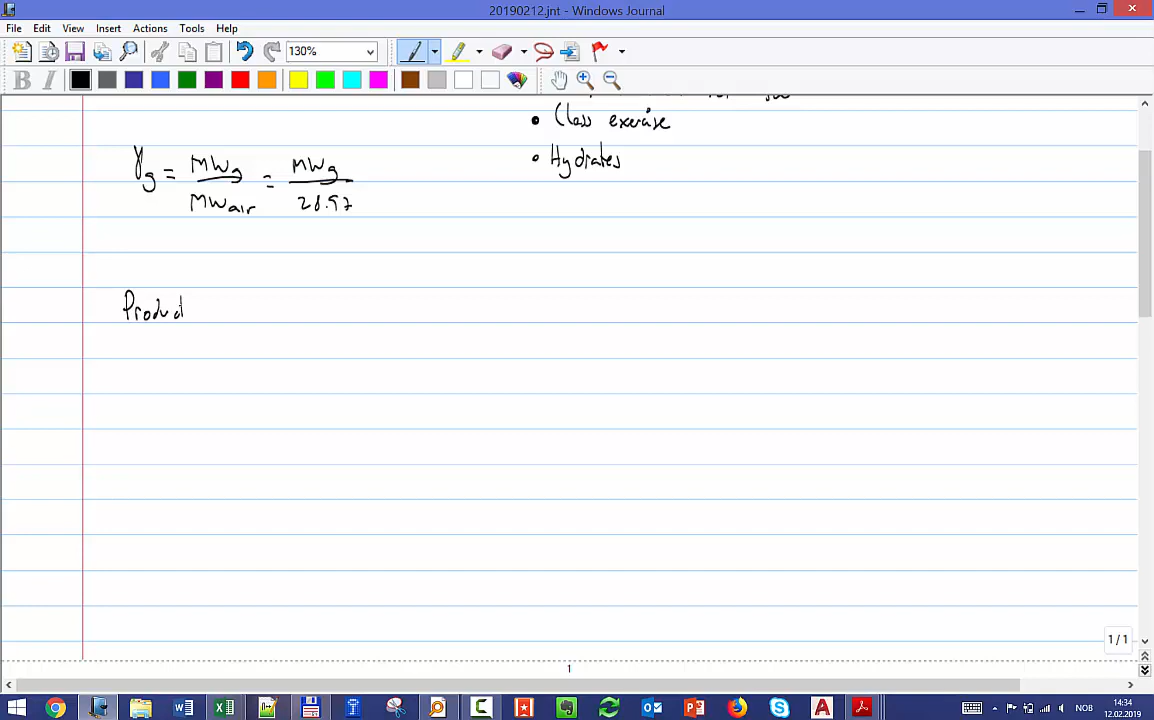 20190212.jnt - Windows Journal
File Edit View Insert Actions Tools Help
130%
B I
• Class exercise
• Hydrates
γg = MWg / MWair = MWg / 28.97
Produc
1 / 1
1
NOB
14:34
12.02.2019